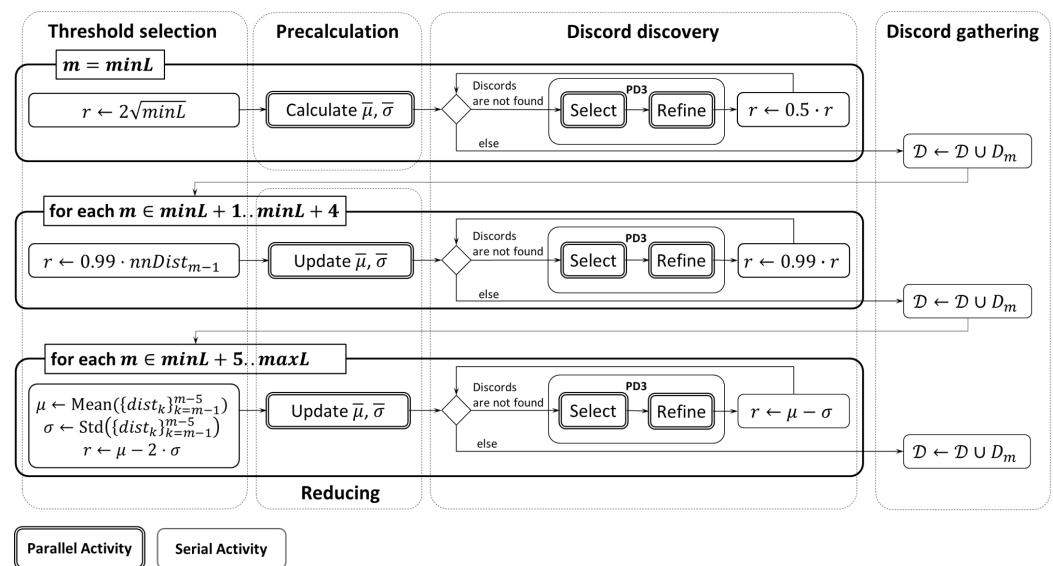 Threshold selection
Precalculation
Discord discovery
Discord gathering
m = minL
r ← 2√minL
Calculate μ̅, σ̅
Discords
are not found
PD3
Select
Refine
r ← 0.5 · r
else
𝒟 ← 𝒟 ∪ D_m
for each m ∈ minL + 1..minL + 4
r ← 0.99 · nnDist_{m−1}
Update μ̅, σ̅
Discords
are not found
PD3
Select
Refine
r ← 0.99 · r
else
𝒟 ← 𝒟 ∪ D_m
for each m ∈ minL + 5..maxL
μ ← Mean({dist_k}_{k=m−1}^{m−5})
σ ← Std({dist_k}_{k=m−1}^{m−5})
r ← μ − 2 · σ
Update μ̅, σ̅
Discords
are not found
PD3
Select
Refine
r ← μ − σ
else
𝒟 ← 𝒟 ∪ D_m
Reducing
Parallel Activity
Serial Activity